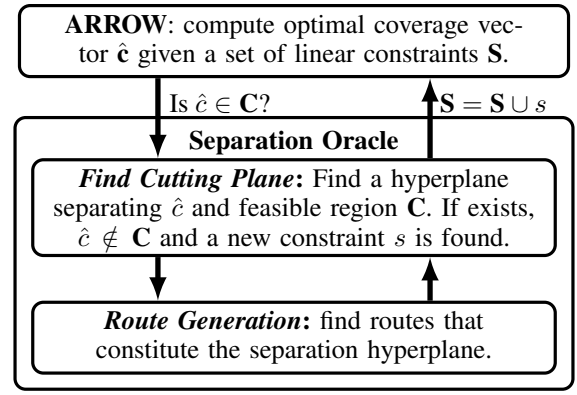 ARROW: compute optimal coverage vec-
tor ĉ given a set of linear constraints S.
Is ĉ ∈ C?
S = S ∪ s
Separation Oracle
Find Cutting Plane: Find a hyperplane
separating ĉ and feasible region C. If exists,
ĉ ∉ C and a new constraint s is found.
Route Generation: find routes that
constitute the separation hyperplane.